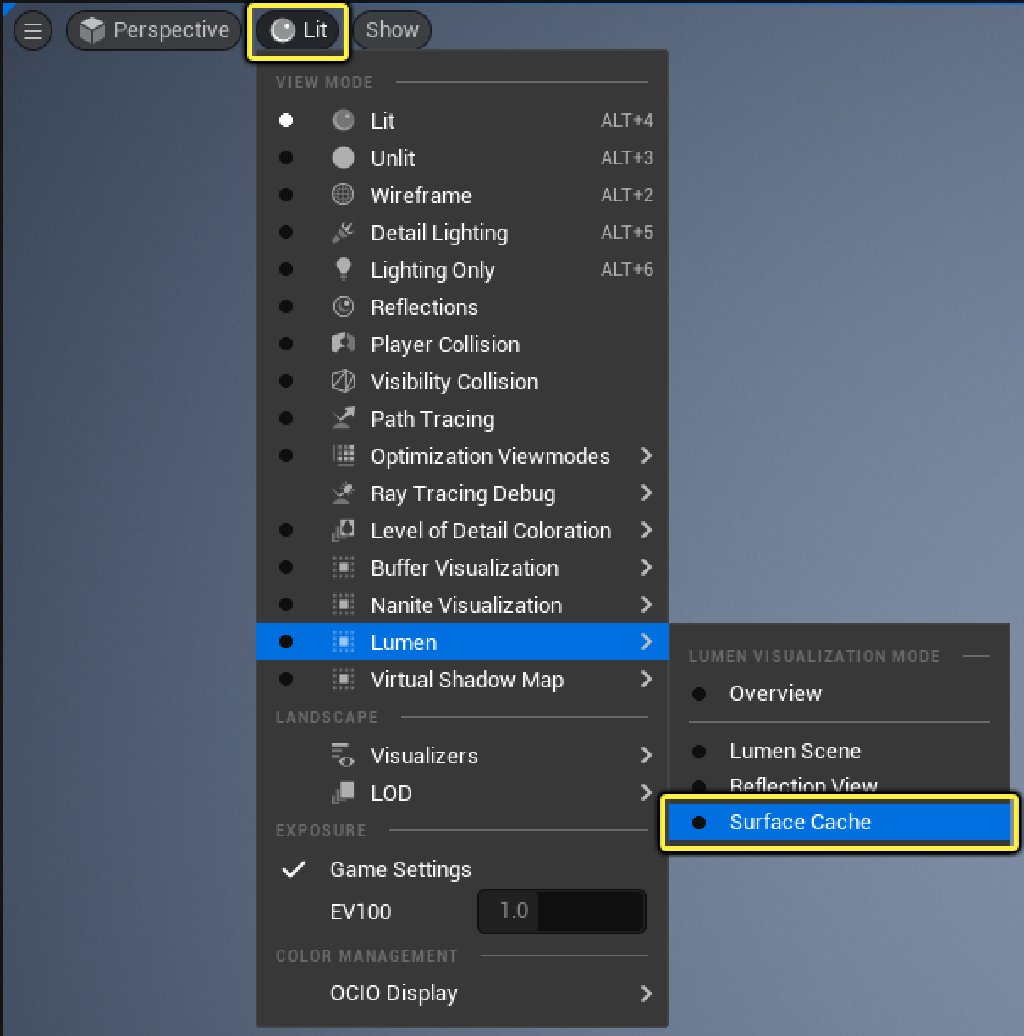 Perspective Lit Show
VIEW MODE
Lit ALT+4
Unlit ALT+3
Wireframe ALT+2
Detail Lighting ALT+5
Lighting Only ALT+6
Reflections
Player Collision
Visibility Collision
Path Tracing
Optimization Viewmodes
Ray Tracing Debug
Level of Detail Coloration
Buffer Visualization
Nanite Visualization
Lumen
Virtual Shadow Map
LANDSCAPE
Visualizers
LOD
EXPOSURE
Game Settings
EV100 1.0
COLOR MANAGEMENT
OCIO Display
LUMEN VISUALIZATION MODE
Overview
Lumen Scene
Reflection View
Surface Cache